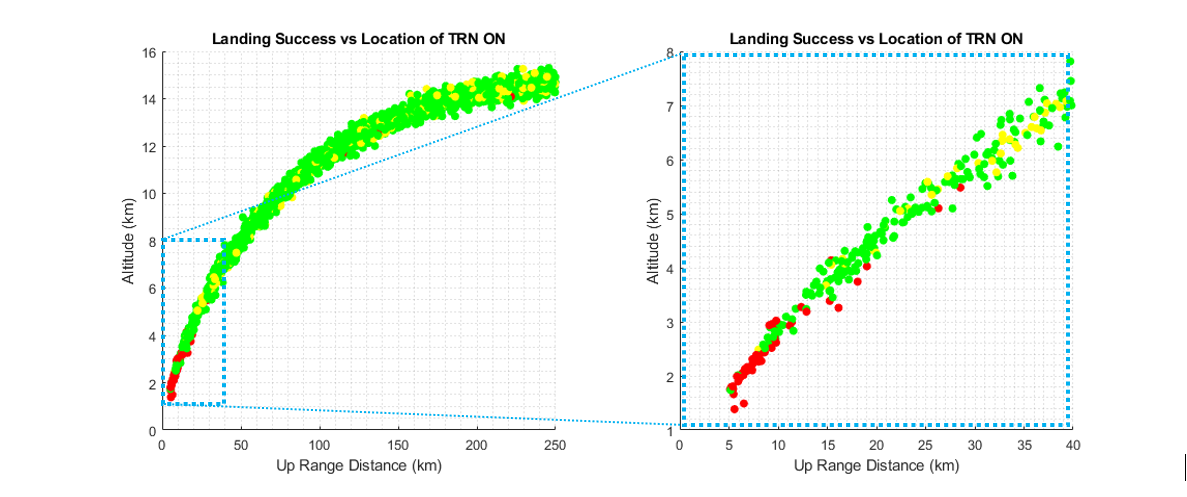 Landing Success vs Location of TRN ON
16
14
12
10
8
6
4
2
0
0 50 100 150 200 250
Altitude (km)
Up Range Distance (km)
Landing Success vs Location of TRN ON
8
7
6
5
4
3
2
1
0 5 10 15 20 25 30 35 40
Altitude (km)
Up Range Distance (km)